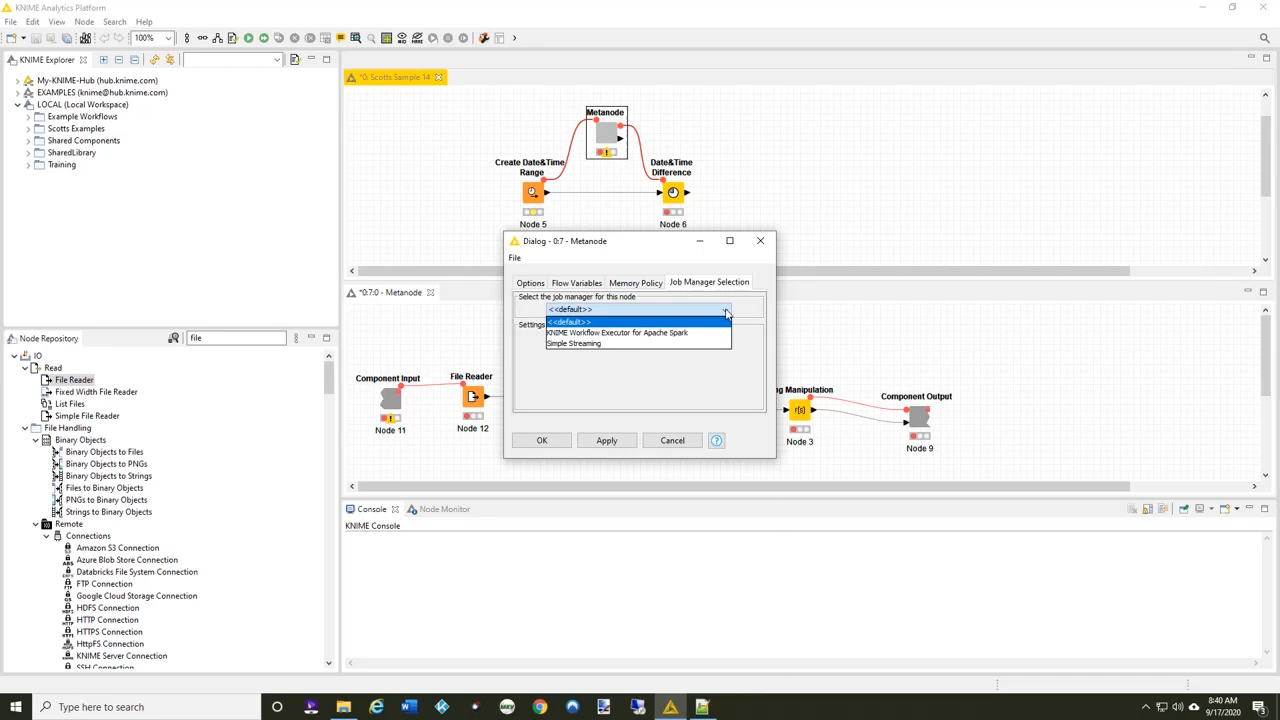 KNIME Analytics Platform
File Edit View Node Search Help
100%
KNIME Explorer
My-KNIME-Hub (hub.knime.com)
EXAMPLES (knime@hub.knime.com)
LOCAL (Local Workspace)
Example Workflows
Scotts Examples
Shared Components
SharedLibrary
Training
Node Repository
file
IO
Read
File Reader
Fixed Width File Reader
List Files
Simple File Reader
File Handling
Binary Objects
Binary Objects to Files
Binary Objects to PNGs
Binary Objects to Strings
Files to Binary Objects
PNGs to Binary Objects
Strings to Binary Objects
Remote
Connections
Amazon S3 Connection
Azure Blob Store Connection
Databricks File System Connection
FTP Connection
Google Cloud Storage Connection
HDFS Connection
HTTP Connection
HTTPS Connection
HttpFS Connection
KNIME Server Connection
SSH Connection
*0: Scotts Sample 14
Metanode
Create Date&Time
Range
Node 5
Date&Time
Difference
Node 6
Dialog - 0:7 - Metanode
File
Options Flow Variables Memory Policy Job Manager Selection
Select the job manager for this node
<<default>>
<<default>>
KNIME Workflow Executor for Apache Spark
Simple Streaming
Settings
OK Apply Cancel
*0:7:0 - Metanode
Component Input
Node 11
File Reader
Node 12
Manipulation
r[s]
Node 3
Component Output
Node 9
Console Node Monitor
KNIME Console
Type here to search
8:40 AM
9/17/2020